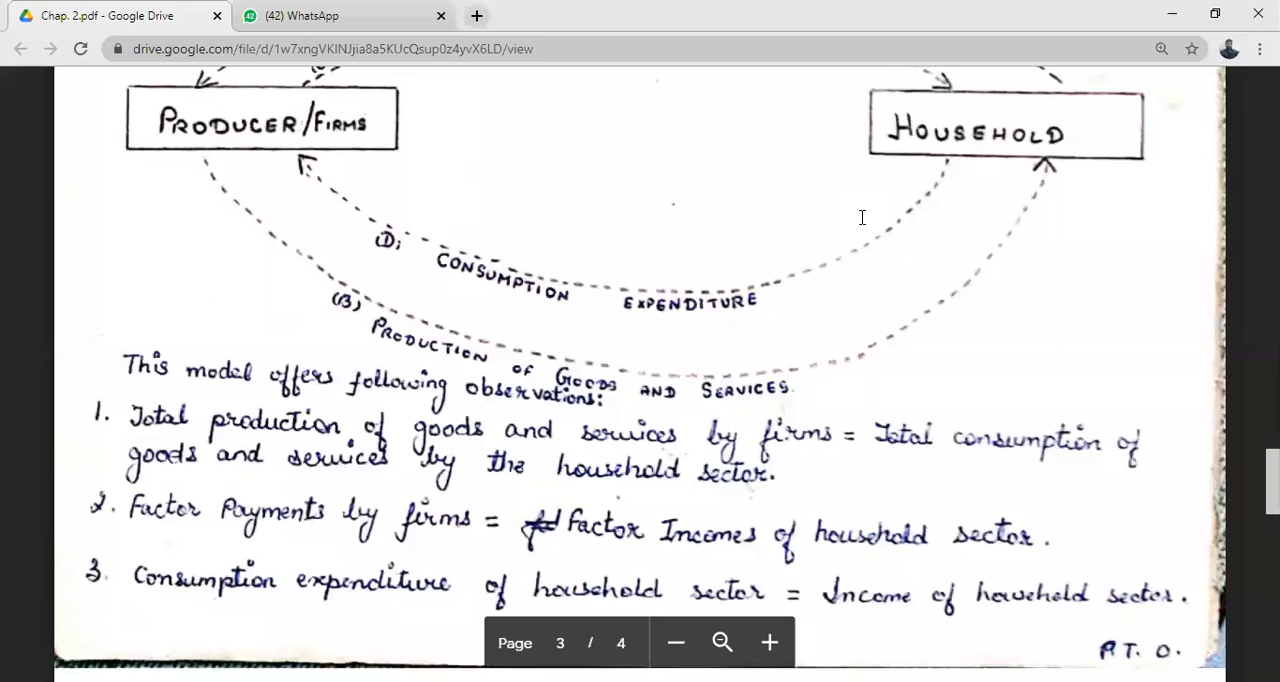 Chap. 2.pdf - Google Drive
(42) WhatsApp
drive.google.com/file/d/1w7xngVKlNJjia8a5KUcQsup0z4yvX6LD/view
PRODUCER/FIRMS
HOUSEHOLD
(D) CONSUMPTION EXPENDITURE
(B) PRODUCTION OF GOODS AND SERVICES.
This model offers following observations:
1. Total production of goods and services by firms = Total consumption of
goods and services by the household sector.
2. Factor Payments by firms = Factor Incomes of household sector.
3. Consumption expenditure of household sector = Income of household sector.
Page 3 / 4
P.T.O.